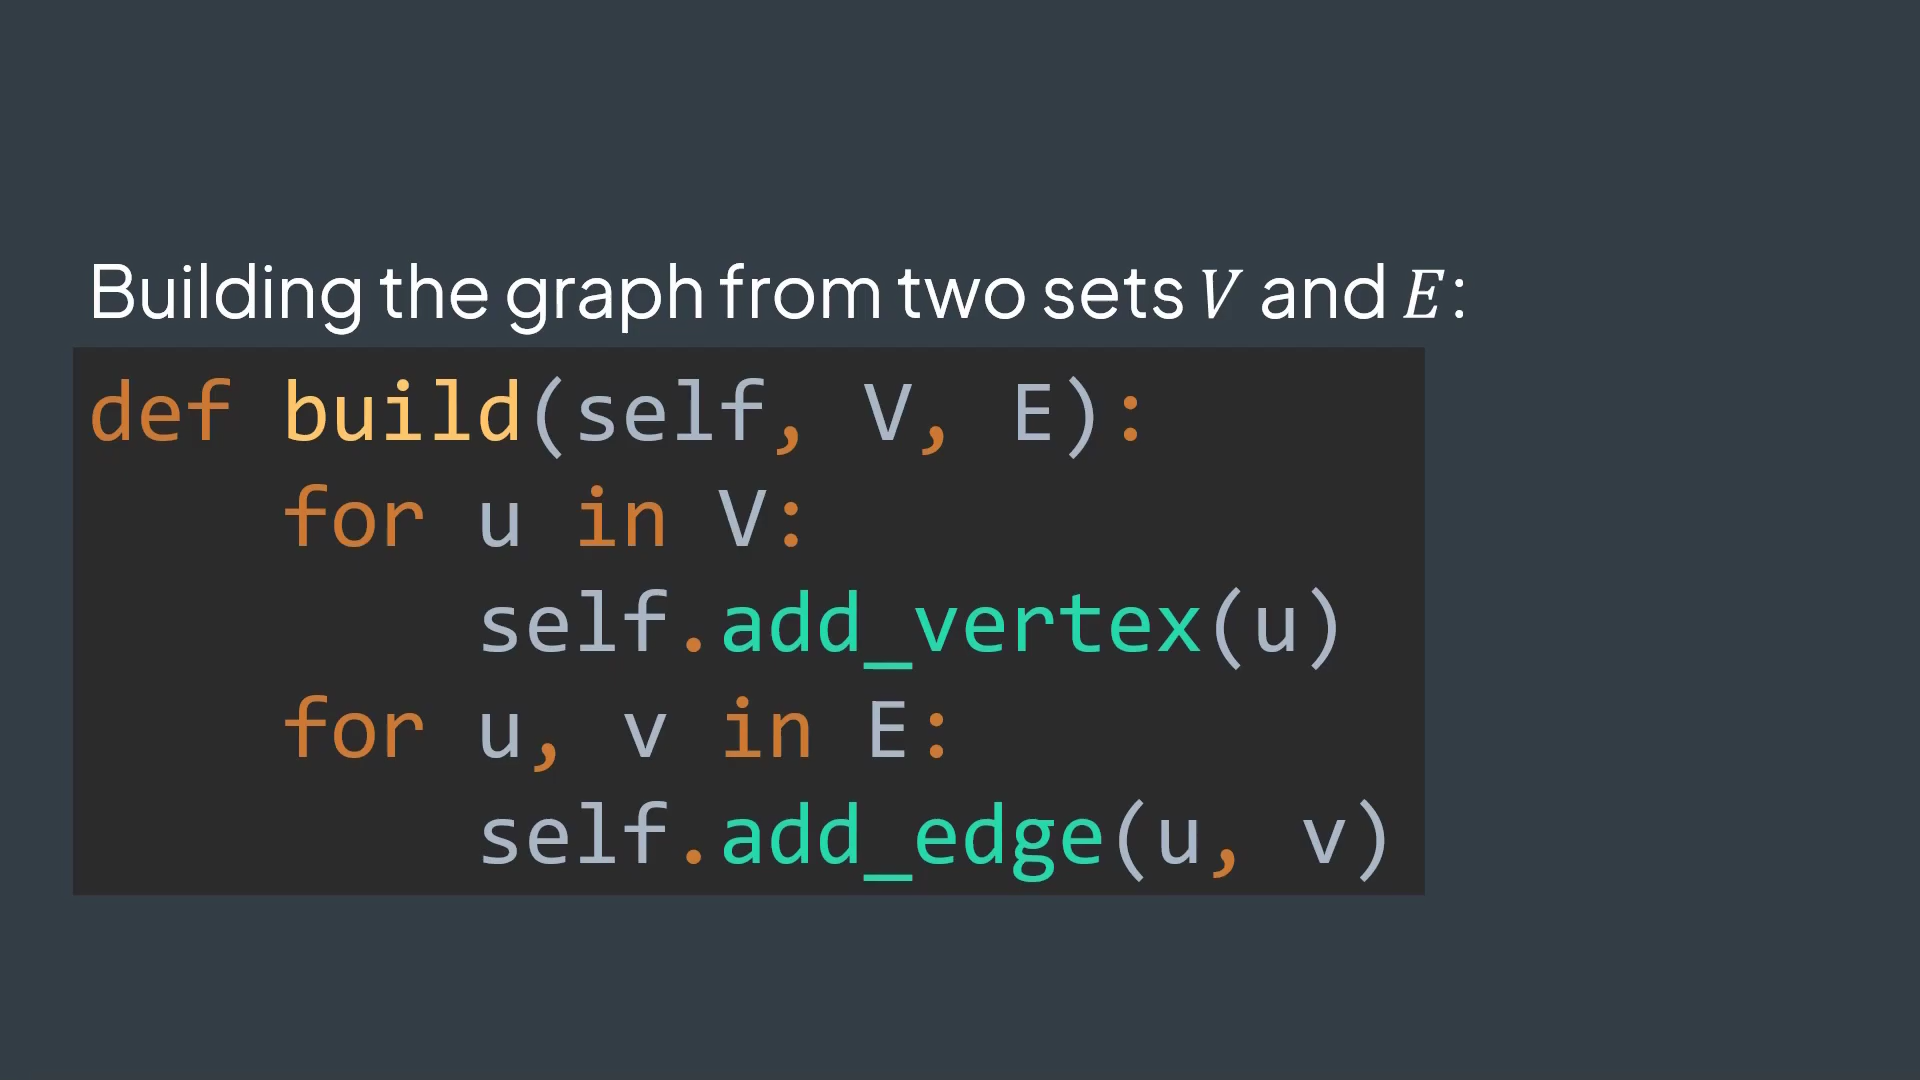 Building the graph from two sets V and E:
def build(self, V, E):
    for u in V:
        self.add_vertex(u)
    for u, v in E:
        self.add_edge(u, v)